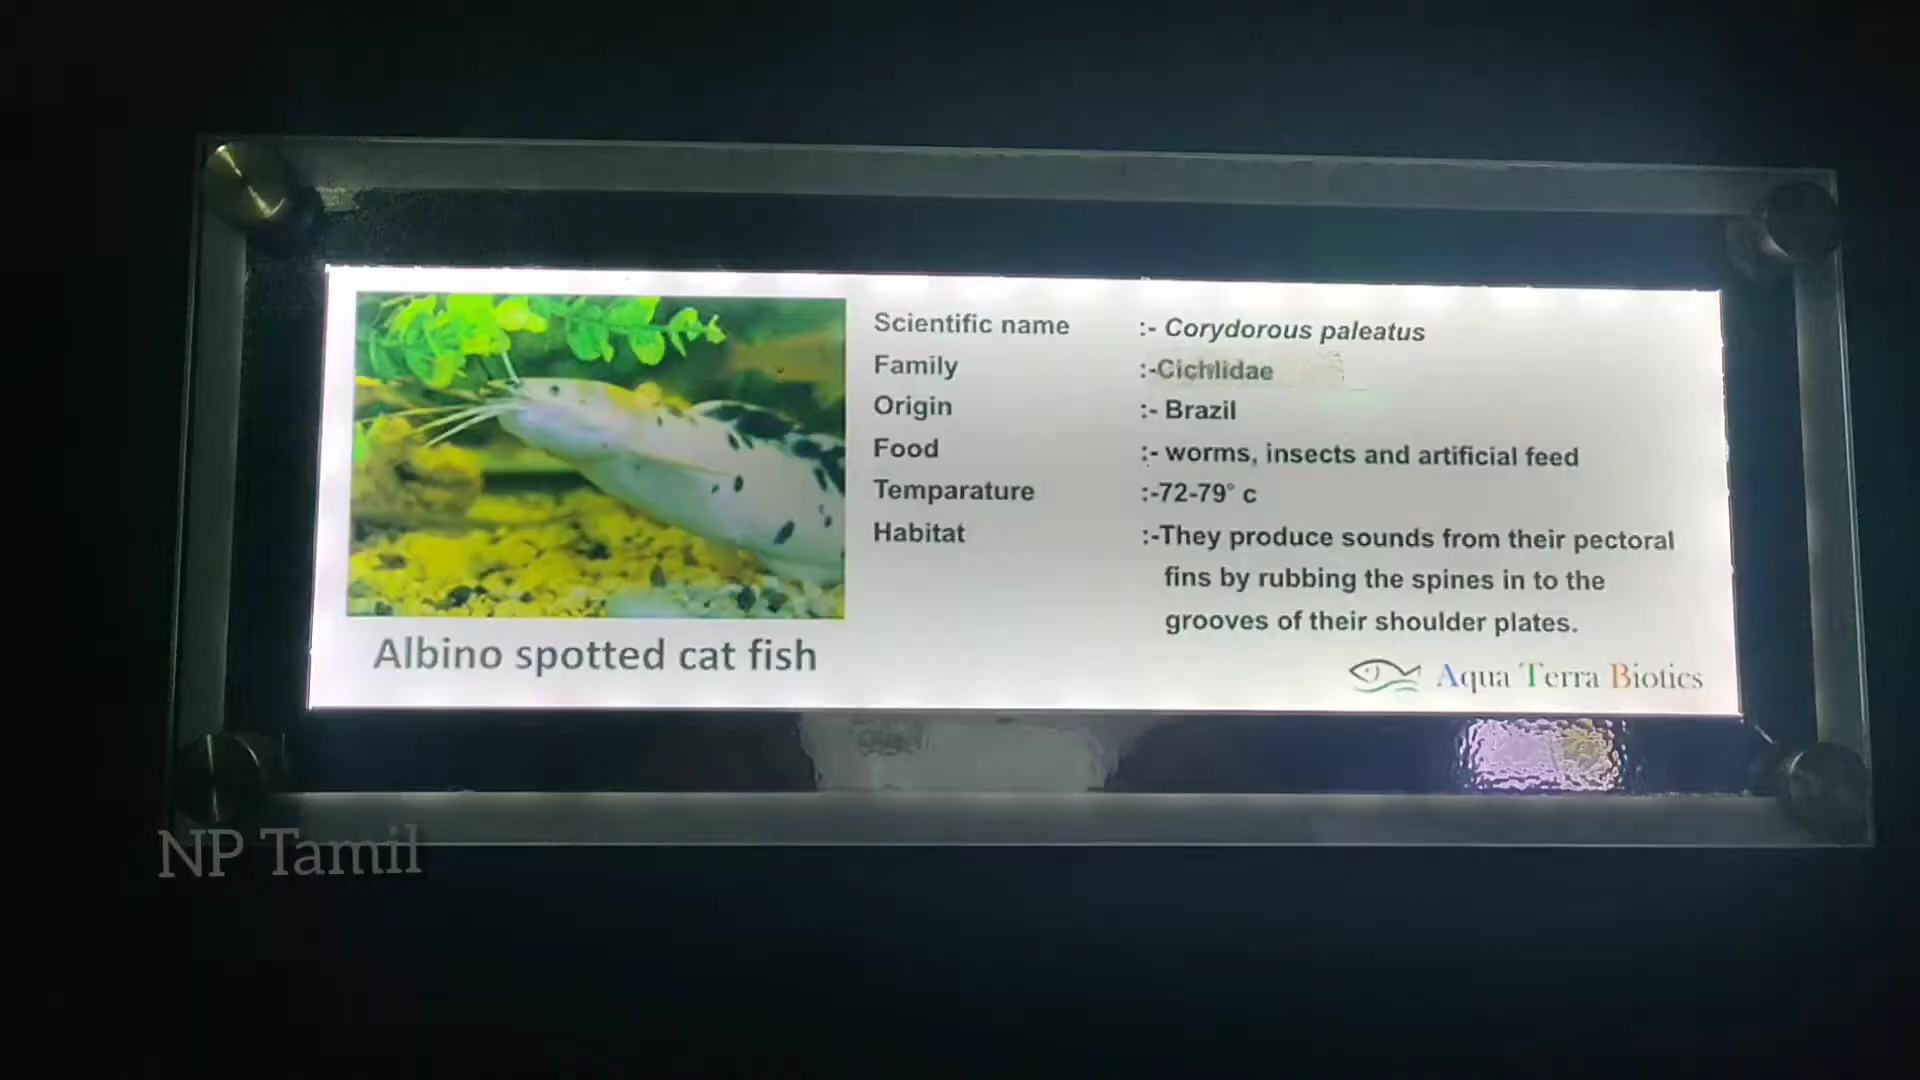 Scientific name :- Corydorous paleatus
Family :-Cichlidae
Origin :- Brazil
Food :- worms, insects and artificial feed
Temparature :-72-79° c
Habitat :-They produce sounds from their pectoral
fins by rubbing the spines in to the
grooves of their shoulder plates.
Albino spotted cat fish
Aqua Terra Biotics
NP Tamil